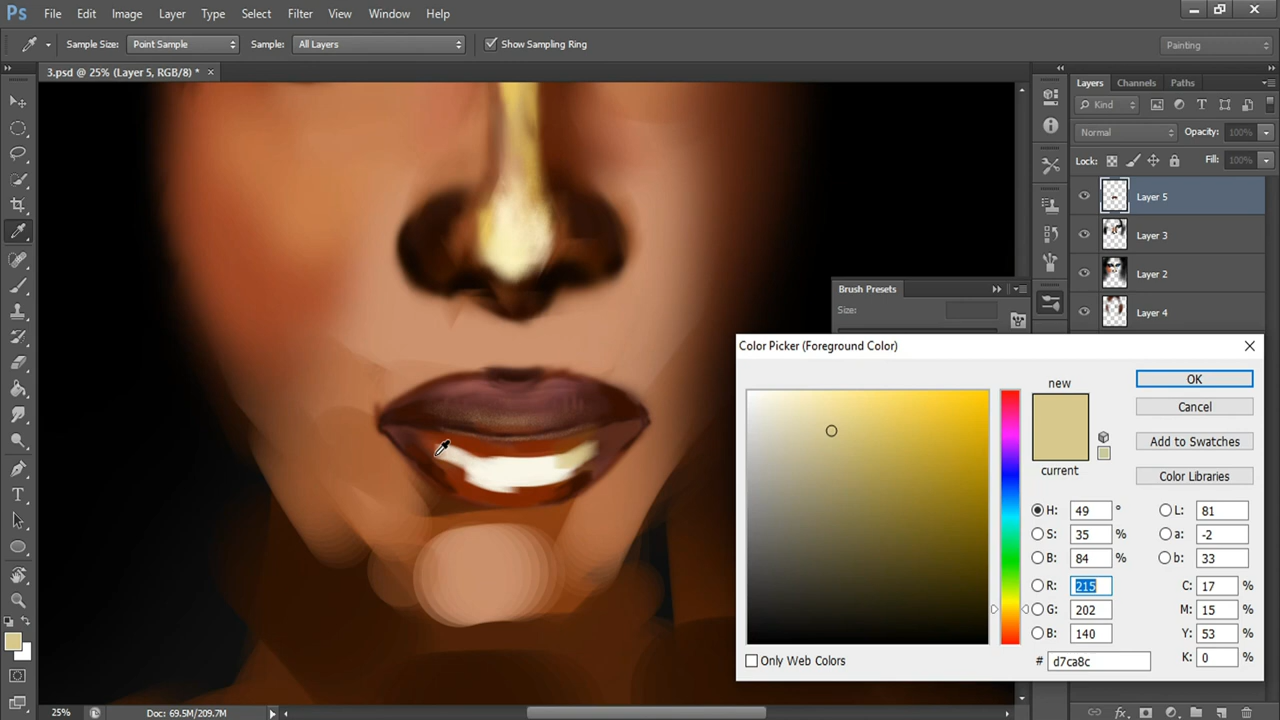 Ps File Edit Image Layer Type Select Filter View Window Help
Sample Size: Point Sample Sample: All Layers Show Sampling Ring Painting
3.psd @ 25% (Layer 5, RGB/8) * ×
Layers Channels Paths
Kind
Normal Opacity: 100%
Lock: Fill: 100%
Layer 5
Layer 3
Layer 2
Layer 4
Brush Presets
Size:
Color Picker (Foreground Color)
new
current
OK
Cancel
Add to Swatches
Color Libraries
H: 49 ° L: 81
S: 35 % a: -2
B: 84 % b: 33
R: 215 C: 17 %
G: 202 M: 15 %
B: 140 Y: 53 %
# d7ca8c K: 0 %
Only Web Colors
T
25% Doc: 69.5M/209.7M
fx